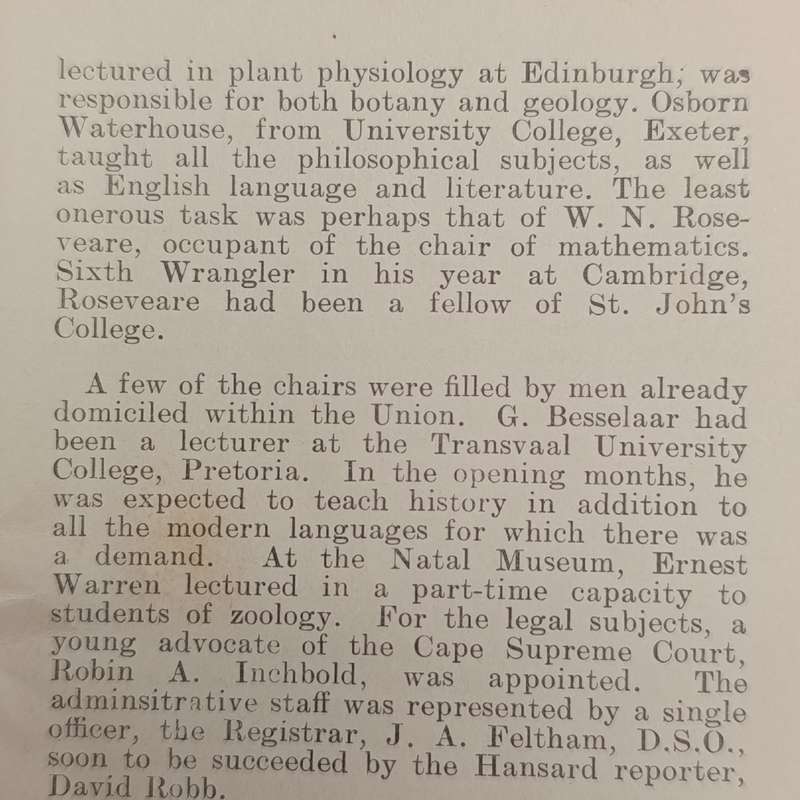 lectured in plant physiology at Edinburgh, was
responsible for both botany and geology. Osborn
Waterhouse, from University College, Exeter,
taught all the philosophical subjects, as well
as English language and literature. The least
onerous task was perhaps that of W. N. Rose-
veare, occupant of the chair of mathematics.
Sixth Wrangler in his year at Cambridge,
Roseveare had been a fellow of St. John's
College.
A few of the chairs were filled by men already
domiciled within the Union. G. Besselaar had
been a lecturer at the Transvaal University
College, Pretoria. In the opening months, he
was expected to teach history in addition to
all the modern languages for which there was
a demand. At the Natal Museum, Ernest
Warren lectured in a part-time capacity to
students of zoology. For the legal subjects, a
young advocate of the Cape Supreme Court,
Robin A. Inchbold, was appointed. The
adminsitrative staff was represented by a single
officer, the Registrar, J. A. Feltham, D.S.O.,
soon to be succeeded by the Hansard reporter,
David Robb.